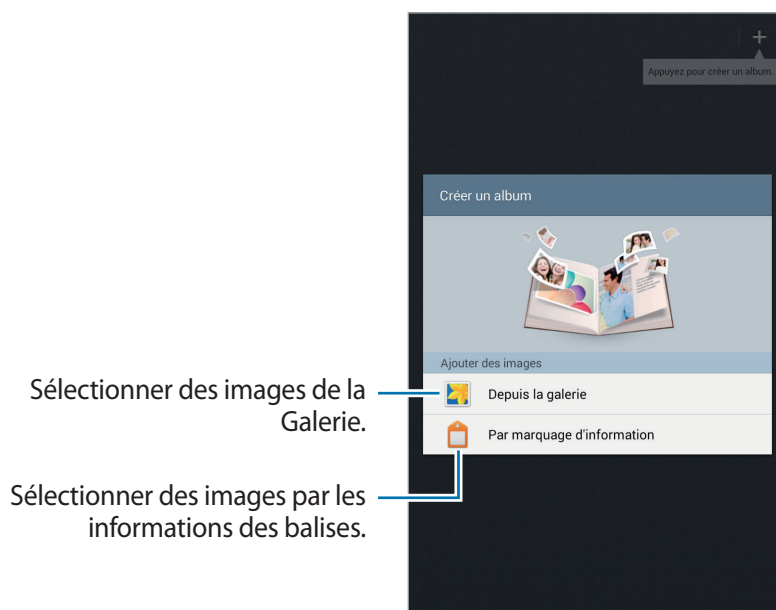 Appuyez pour créer un album.
Créer un album
Ajouter des images
Depuis la galerie
Par marquage d'information
Sélectionner des images de la
Galerie.
Sélectionner des images par les
informations des balises.